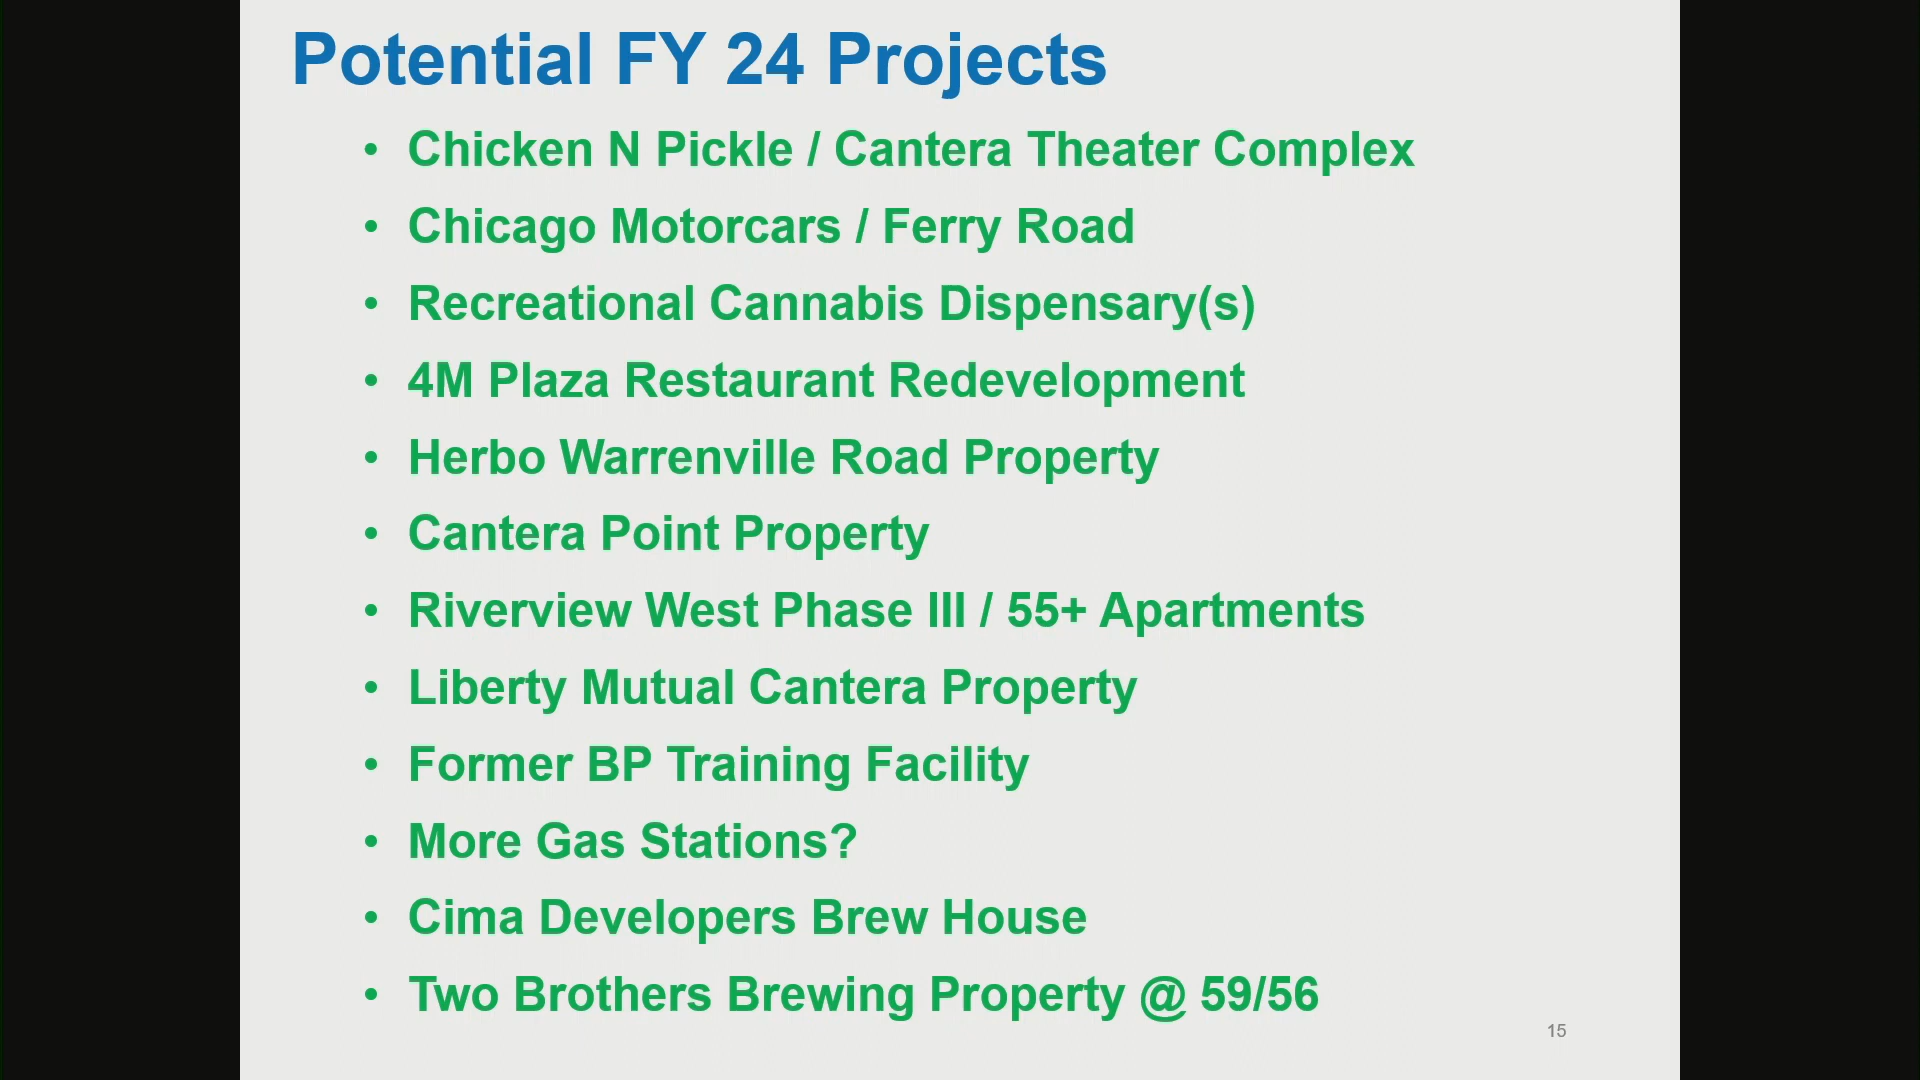 Potential FY 24 Projects
• Chicken N Pickle / Cantera Theater Complex
• Chicago Motorcars / Ferry Road
• Recreational Cannabis Dispensary(s)
• 4M Plaza Restaurant Redevelopment
• Herbo Warrenville Road Property
• Cantera Point Property
• Riverview West Phase III / 55+ Apartments
• Liberty Mutual Cantera Property
• Former BP Training Facility
• More Gas Stations?
• Cima Developers Brew House
• Two Brothers Brewing Property @ 59/56
15